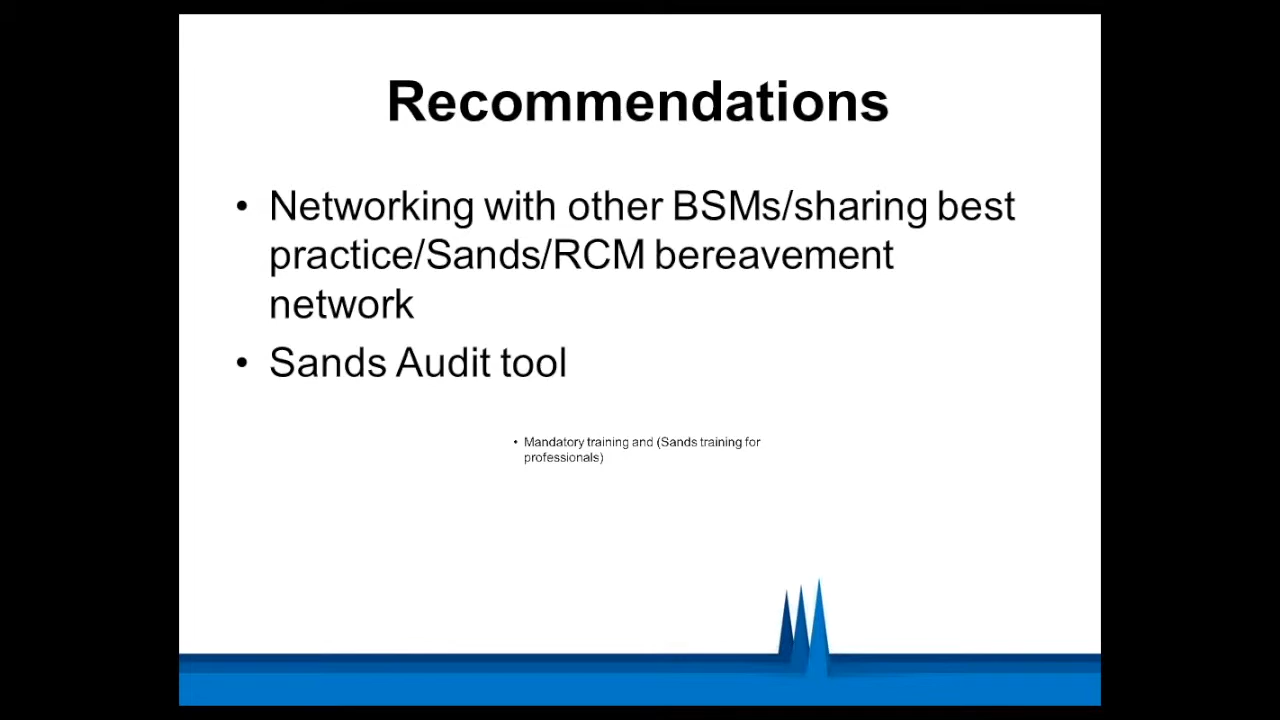 Recommendations
• Networking with other BSMs/sharing best
practice/Sands/RCM bereavement
network
• Sands Audit tool
• Mandatory training and (Sands training for
professionals)